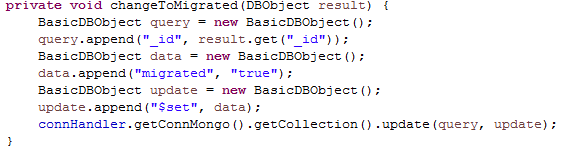 private void changeToMigrated(DBObject result) {
BasicDBObject query = new BasicDBObject();
query.append("_id", result.get("_id"));
BasicDBObject data = new BasicDBObject();
data.append("migrated", "true");
BasicDBObject update = new BasicDBObject();
update.append("$set", data);
connHandler.getConnMongo().getCollection().update(query, update);
}